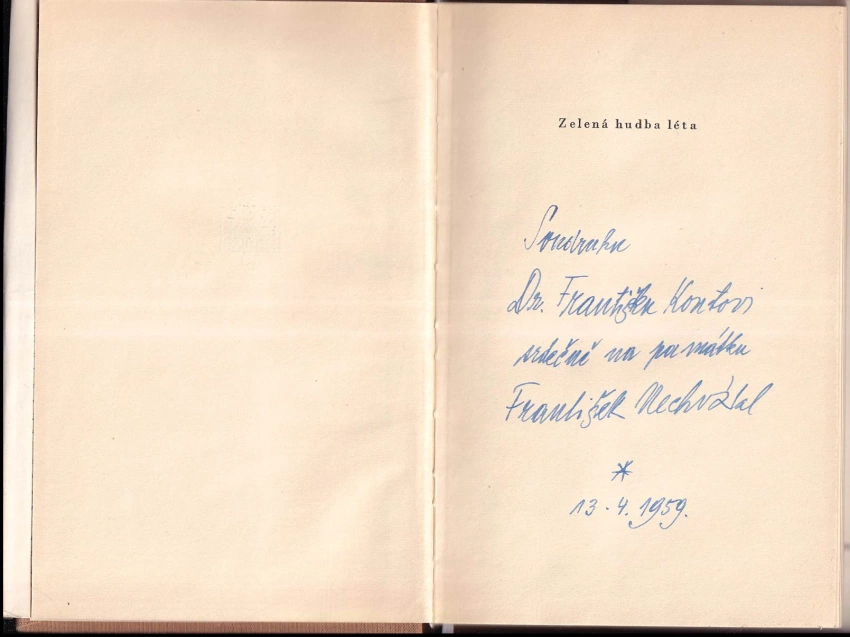 Zelená hudba léta
Soudruhu
Dr. Františku Kontovi
srdečně na památku
František Nechvátal
*
13. 4. 1959.